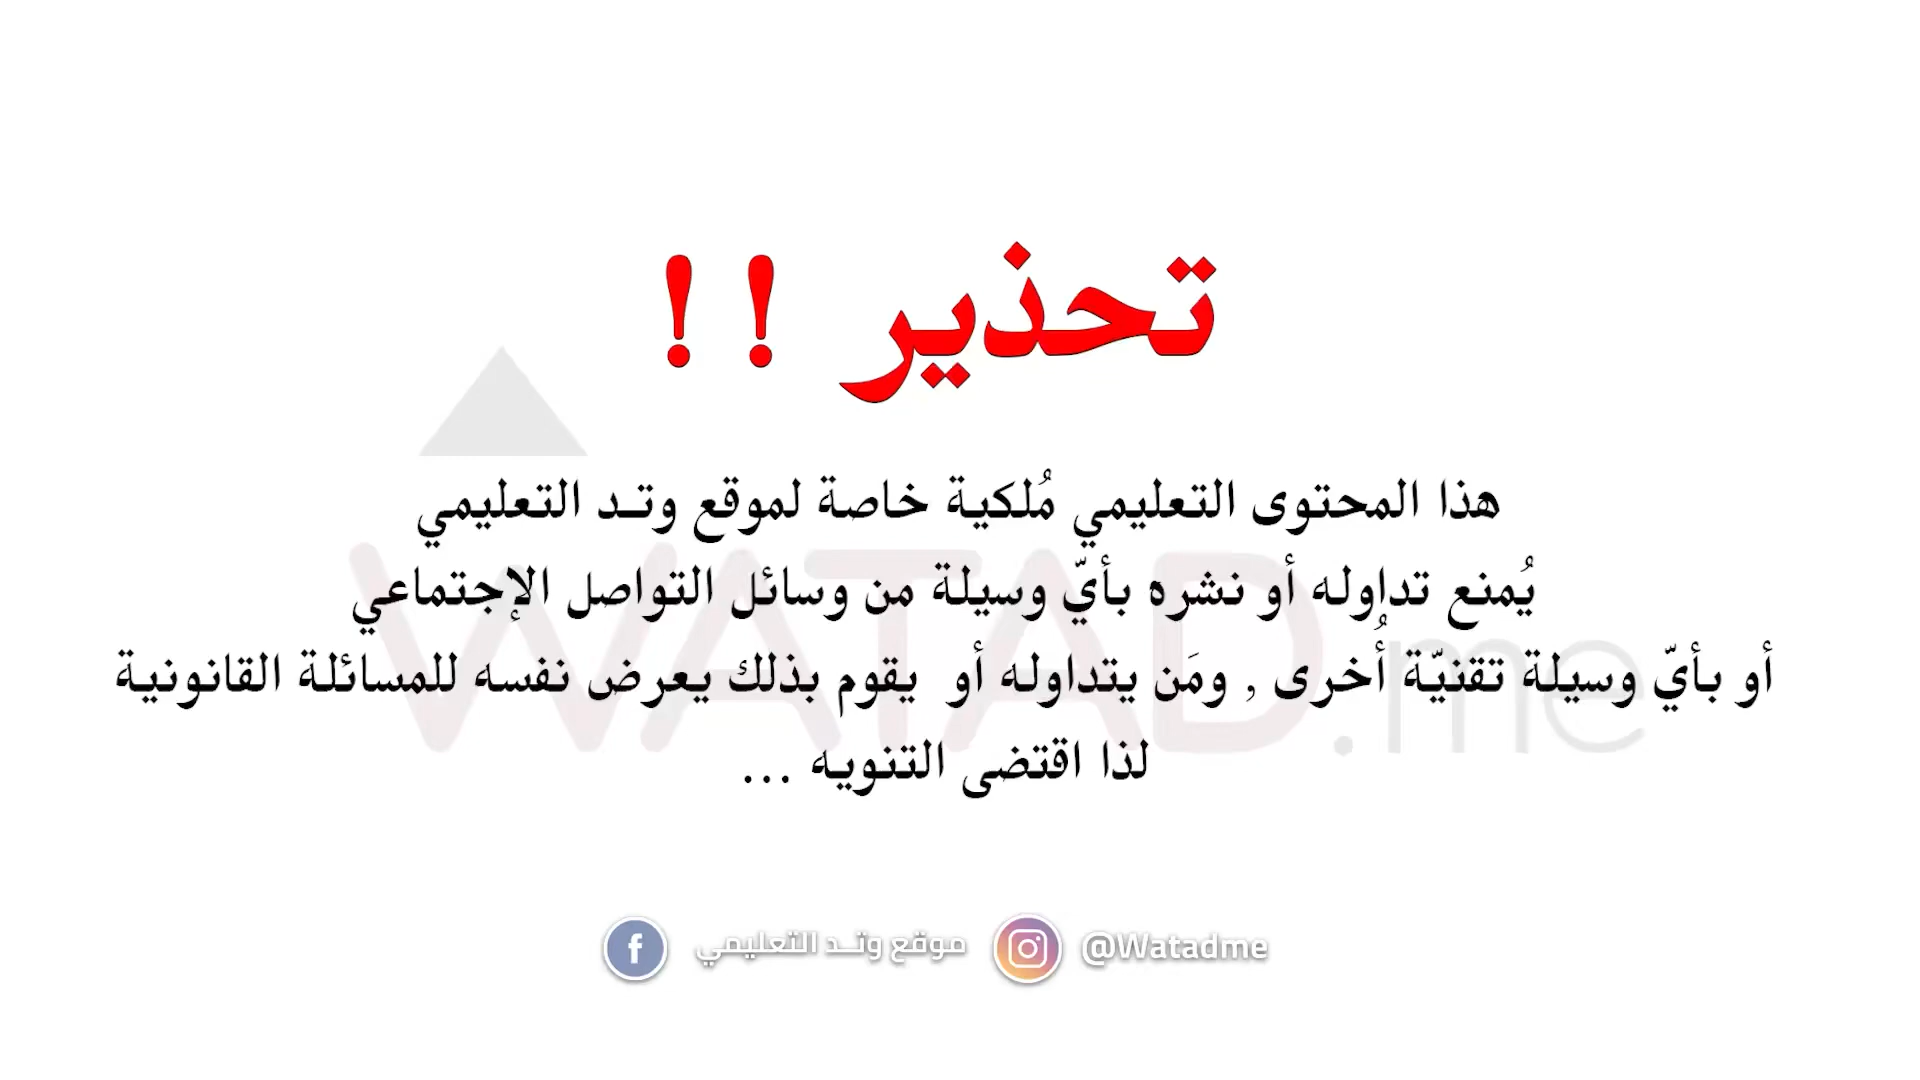 تحذير ! !
هذا المحتوى التعليمي مُلكية خاصة لموقع وتـد التعليمي
يُمنع تداوله أو نشره بأيّ وسيلة من وسائل التواصل الإجتماعي
أو بأيّ وسيلة تقنيّة أُخرى , ومَن يتداوله أو يقوم بذلك يعرض نفسه للمسائلة القانونية
لذا اقتضى التنويه ...
WATAD.me
موقع وتـد التعليمي @Watadme